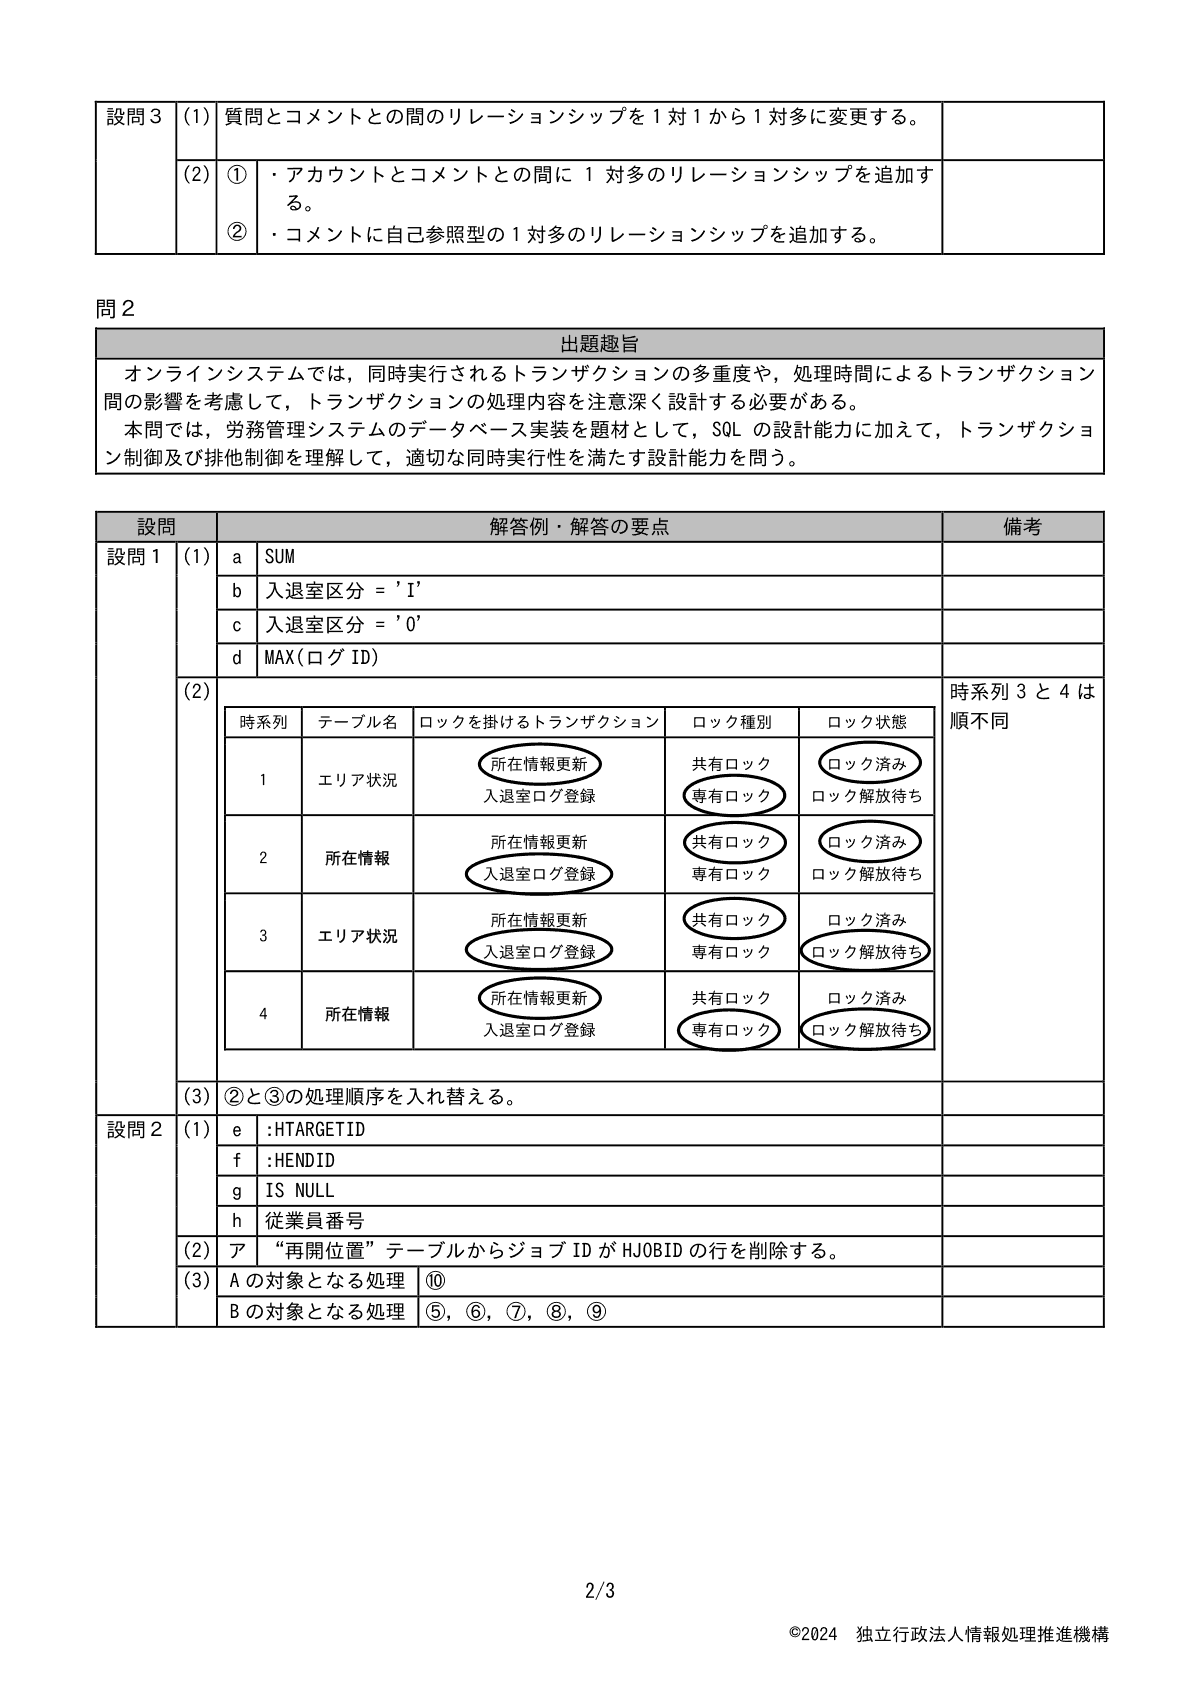 設問3 (1) 質問とコメントとの間のリレーションシップを1対1から1対多に変更する。
(2) ① ・アカウントとコメントとの間に 1 対多のリレーションシップを追加す
る。
② ・コメントに自己参照型の1対多のリレーションシップを追加する。
問2
出題趣旨
オンラインシステムでは，同時実行されるトランザクションの多重度や，処理時間によるトランザクション
間の影響を考慮して，トランザクションの処理内容を注意深く設計する必要がある。
本問では，労務管理システムのデータベース実装を題材として，SQL の設計能力に加えて，トランザクショ
ン制御及び排他制御を理解して，適切な同時実行性を満たす設計能力を問う。
設問 解答例・解答の要点 備考
設問1 (1) a SUM
b 入退室区分 = 'I'
c 入退室区分 = 'O'
d MAX(ログID)
(2) 時系列 3 と 4 は
順不同
時系列 テーブル名 ロックを掛けるトランザクション ロック種別 ロック状態
1 エリア状況 所在情報更新 共有ロック ロック済み
入退室ログ登録 専有ロック ロック解放待ち
2 所在情報 所在情報更新 共有ロック ロック済み
入退室ログ登録 専有ロック ロック解放待ち
3 エリア状況 所在情報更新 共有ロック ロック済み
入退室ログ登録 専有ロック ロック解放待ち
4 所在情報 所在情報更新 共有ロック ロック済み
入退室ログ登録 専有ロック ロック解放待ち
(3) ②と③の処理順序を入れ替える。
設問2 (1) e :HTARGETID
f :HENDID
g IS NULL
h 従業員番号
(2) ア “再開位置”テーブルからジョブIDがHJOBIDの行を削除する。
(3) Aの対象となる処理 ⑩
Bの対象となる処理 ⑤，⑥，⑦，⑧，⑨
2/3
©2024 独立行政法人情報処理推進機構